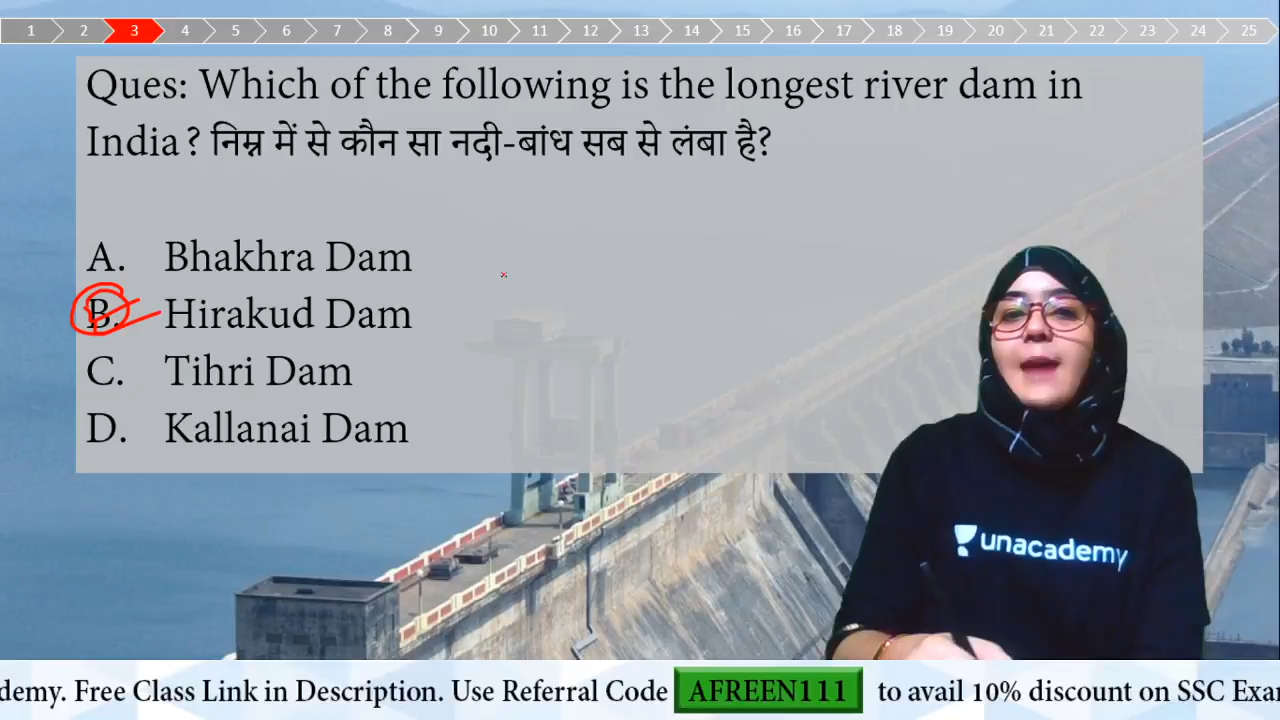 1 2 3 4 5 6 7 8 9 10 11 12 13 14 15 16 17 18 19 20 21 22 23 24 25
Ques: Which of the following is the longest river dam in
India? निम्न में से कौन सा नदी-बांध सब से लंबा है?
A. Bhakhra Dam
B. Hirakud Dam
C. Tihri Dam
D. Kallanai Dam
unacademy
demy. Free Class Link in Description. Use Referral Code AFREEN111 to avail 10% discount on SSC Exa